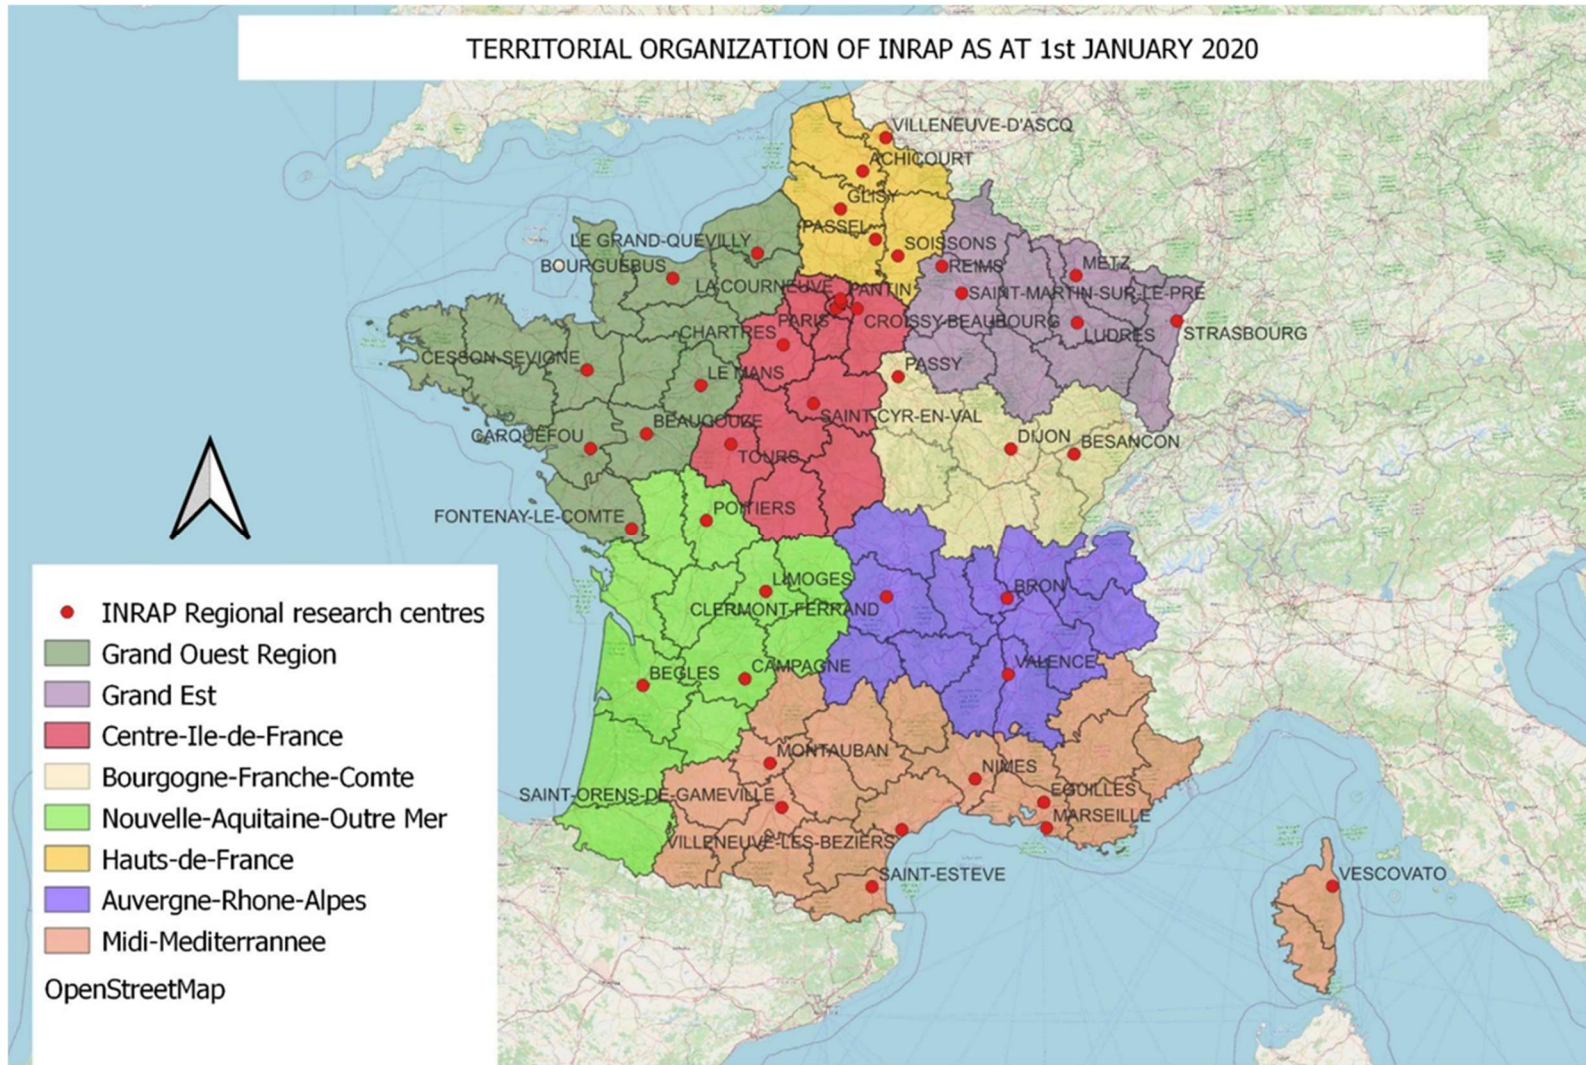 TERRITORIAL ORGANIZATION OF INRAP AS AT 1st JANUARY 2020
VILLENEUVE-D'ASCQ
ACHICOURT
GLISY
PASSEL
LE GRAND-QUEVILLY
SOISSONS
BOURGUEBUS
REIMS
METZ
LA COURNEUVE
PANTIN
SAINT-MARTIN-SUR-LE-PRE
PARIS
CROISSY-BEAUBOURG
CHARTRES
LUDRES
STRASBOURG
CESSON-SEVIGNE
LE MANS
PASSY
SAINT-CYR-EN-VAL
BEAUCOUZE
CARQUEFOU
DIJON
BESANCON
TOURS
FONTENAY-LE-COMTE
POITIERS
LIMOGES
BRON
CLERMONT-FERRAND
BEGLES
CAMPAGNE
VALENCE
MONTAUBAN
NIMES
SAINT-ORENS-DE-GAMEVILLE
EGUILLES
MARSEILLE
VILLENEUVE-LES-BEZIERS
SAINT-ESTEVE
VESCOVATO
INRAP Regional research centres
Grand Ouest Region
Grand Est
Centre-Ile-de-France
Bourgogne-Franche-Comte
Nouvelle-Aquitaine-Outre Mer
Hauts-de-France
Auvergne-Rhone-Alpes
Midi-Mediterrannee
OpenStreetMap